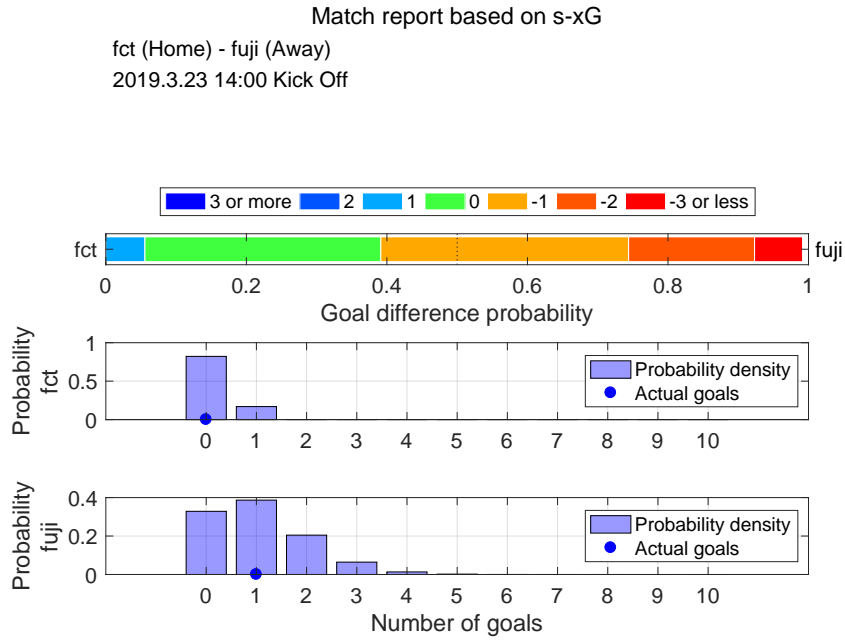 Match report based on s-xG
fct (Home) - fuji (Away)
2019.3.23 14:00 Kick Off
3 or more 2 1 0 -1 -2 -3 or less
fct fuji
0 0.2 0.4 0.6 0.8 1
Goal difference probability
Probability
fct
1
0.5
0
Probability density
Actual goals
0 1 2 3 4 5 6 7 8 9 10
Probability
fuji
0.4
0.2
0
Probability density
Actual goals
0 1 2 3 4 5 6 7 8 9 10
Number of goals